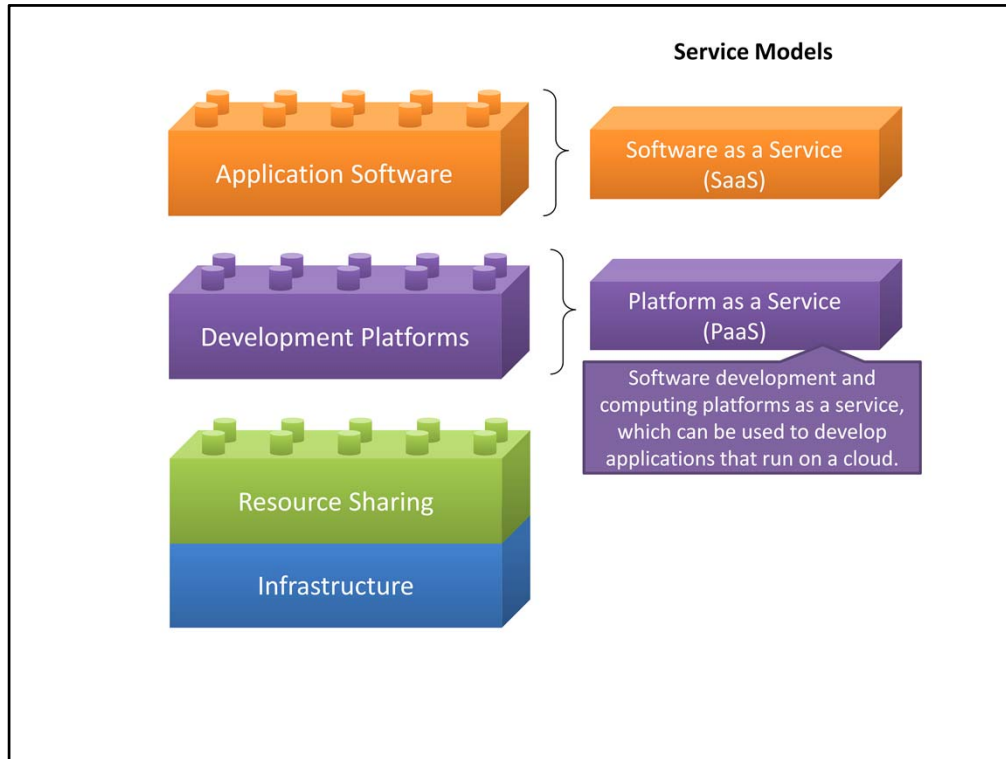 Service Models
Application Software
Software as a Service
(SaaS)
Development Platforms
Platform as a Service
(PaaS)
Software development and
computing platforms as a service,
which can be used to develop
applications that run on a cloud.
Resource Sharing
Infrastructure